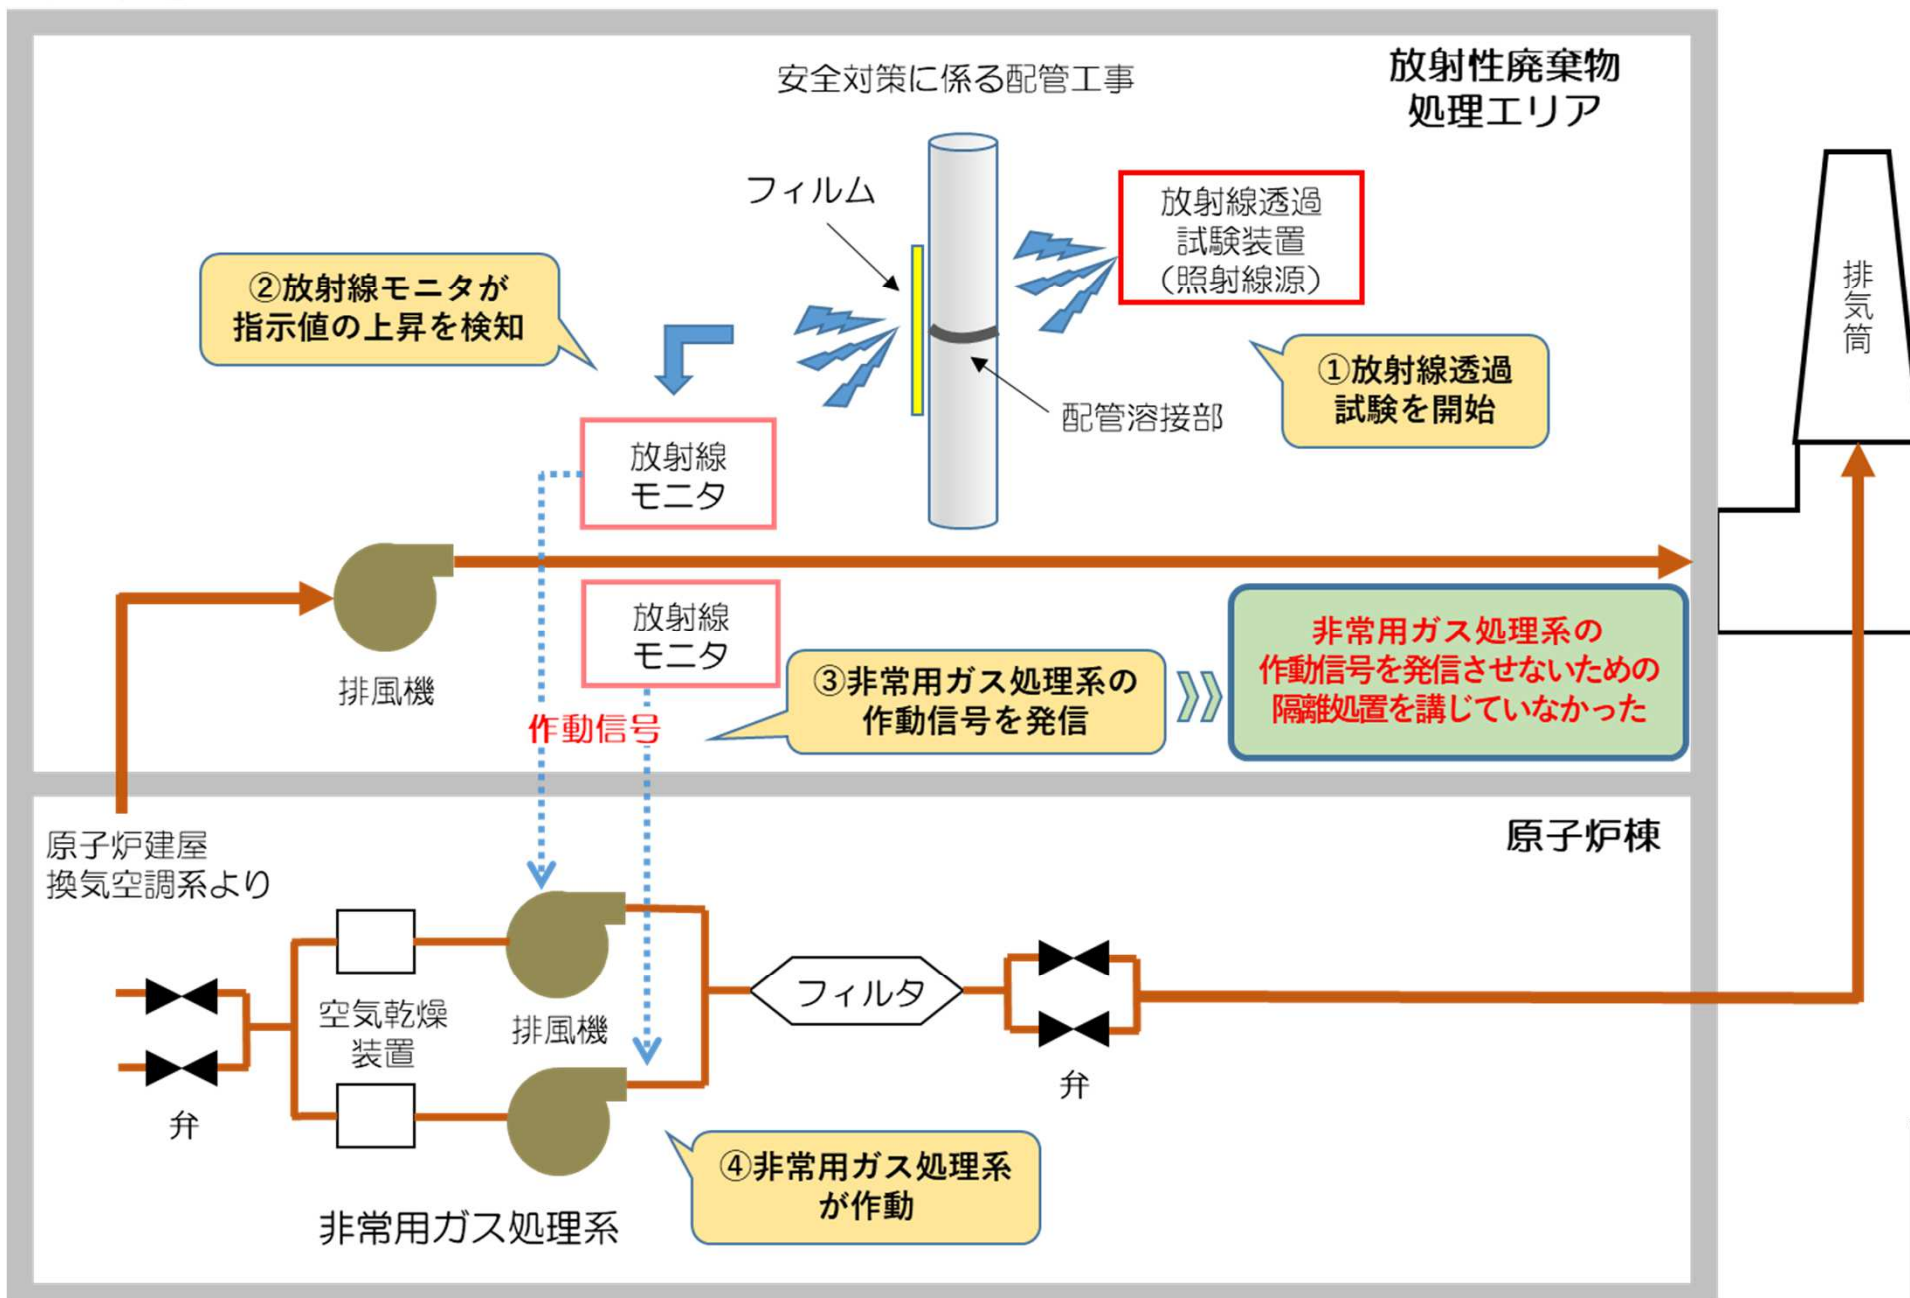 放射性廃棄物
処理エリア
安全対策に係る配管工事
フィルム
放射線透過
試験装置
（照射線源）
排気筒
②放射線モニタが
指示値の上昇を検知
①放射線透過
試験を開始
配管溶接部
放射線
モニタ
放射線
モニタ
排風機
作動信号
③非常用ガス処理系の
作動信号を発信
非常用ガス処理系の
作動信号を発信させないための
隔離処置を講じていなかった
原子炉建屋
換気空調系より
原子炉棟
空気乾燥
装置
排風機
フィルタ
弁
弁
④非常用ガス処理系
が作動
非常用ガス処理系